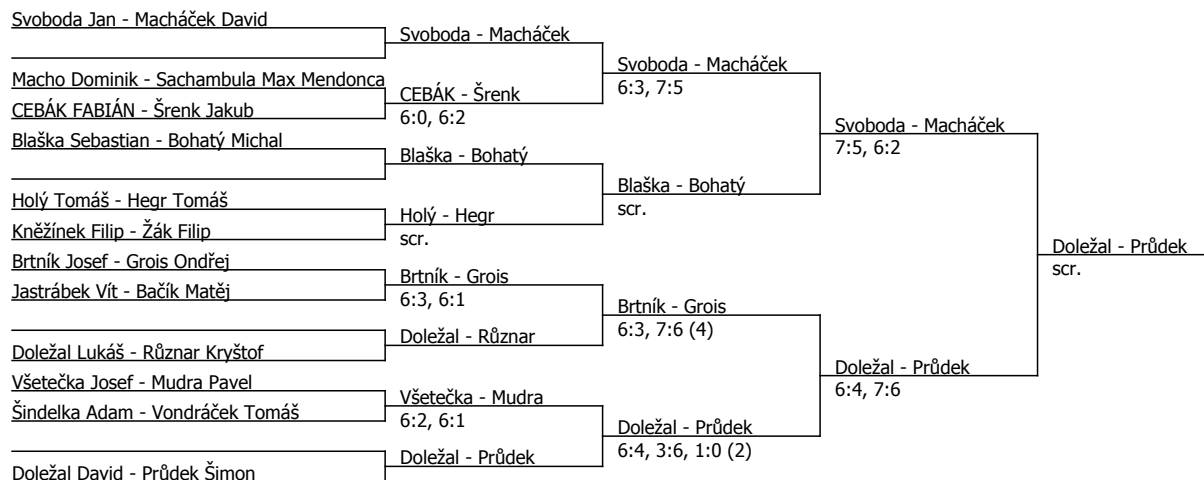 Svoboda Jan - Macháček David
Macho Dominik - Sachambula Max Mendonca
CEBÁK FABIÁN - Šrenk Jakub
Blaška Sebastian - Bohatý Michal
Holý Tomáš - Hegr Tomáš
Kněžínek Filip - Žák Filip
Brtník Josef - Grois Ondřej
Jastrábek Vít - Bačík Matěj
Doležal Lukáš - Různar Kryštof
Všetečka Josef - Mudra Pavel
Šindelka Adam - Vondráček Tomáš
Doležal David - Průdek Šimon
Svoboda - Macháček
CEBÁK - Šrenk
6:0, 6:2
Blaška - Bohatý
Holý - Hegr
scr.
Brtník - Grois
6:3, 6:1
Doležal - Různar
Všetečka - Mudra
6:2, 6:1
Doležal - Průdek
Svoboda - Macháček
6:3, 7:5
Blaška - Bohatý
scr.
Brtník - Grois
6:3, 7:6 (4)
Doležal - Průdek
6:4, 3:6, 1:0 (2)
Svoboda - Macháček
7:5, 6:2
Doležal - Průdek
6:4, 7:6
Doležal - Průdek
scr.